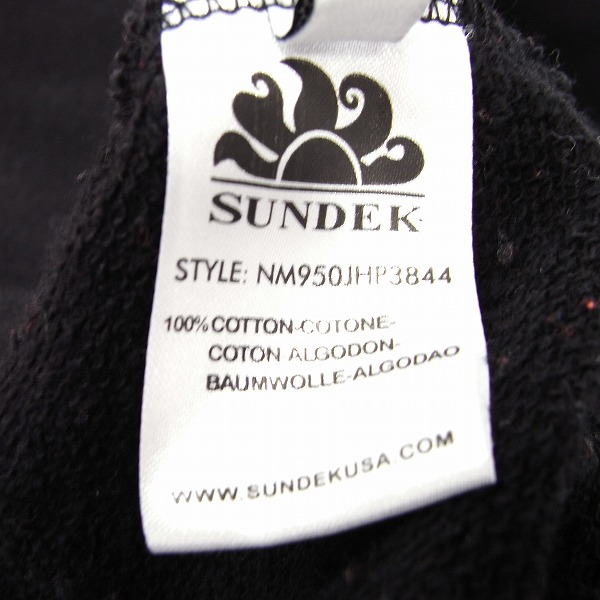 SUNDEK
STYLE: NM950JHP3844
100% COTTON-COTONE-
COTON ALGODON-
BAUMWOLLE-ALGODAO
WWW.SUNDEKUSA.COM